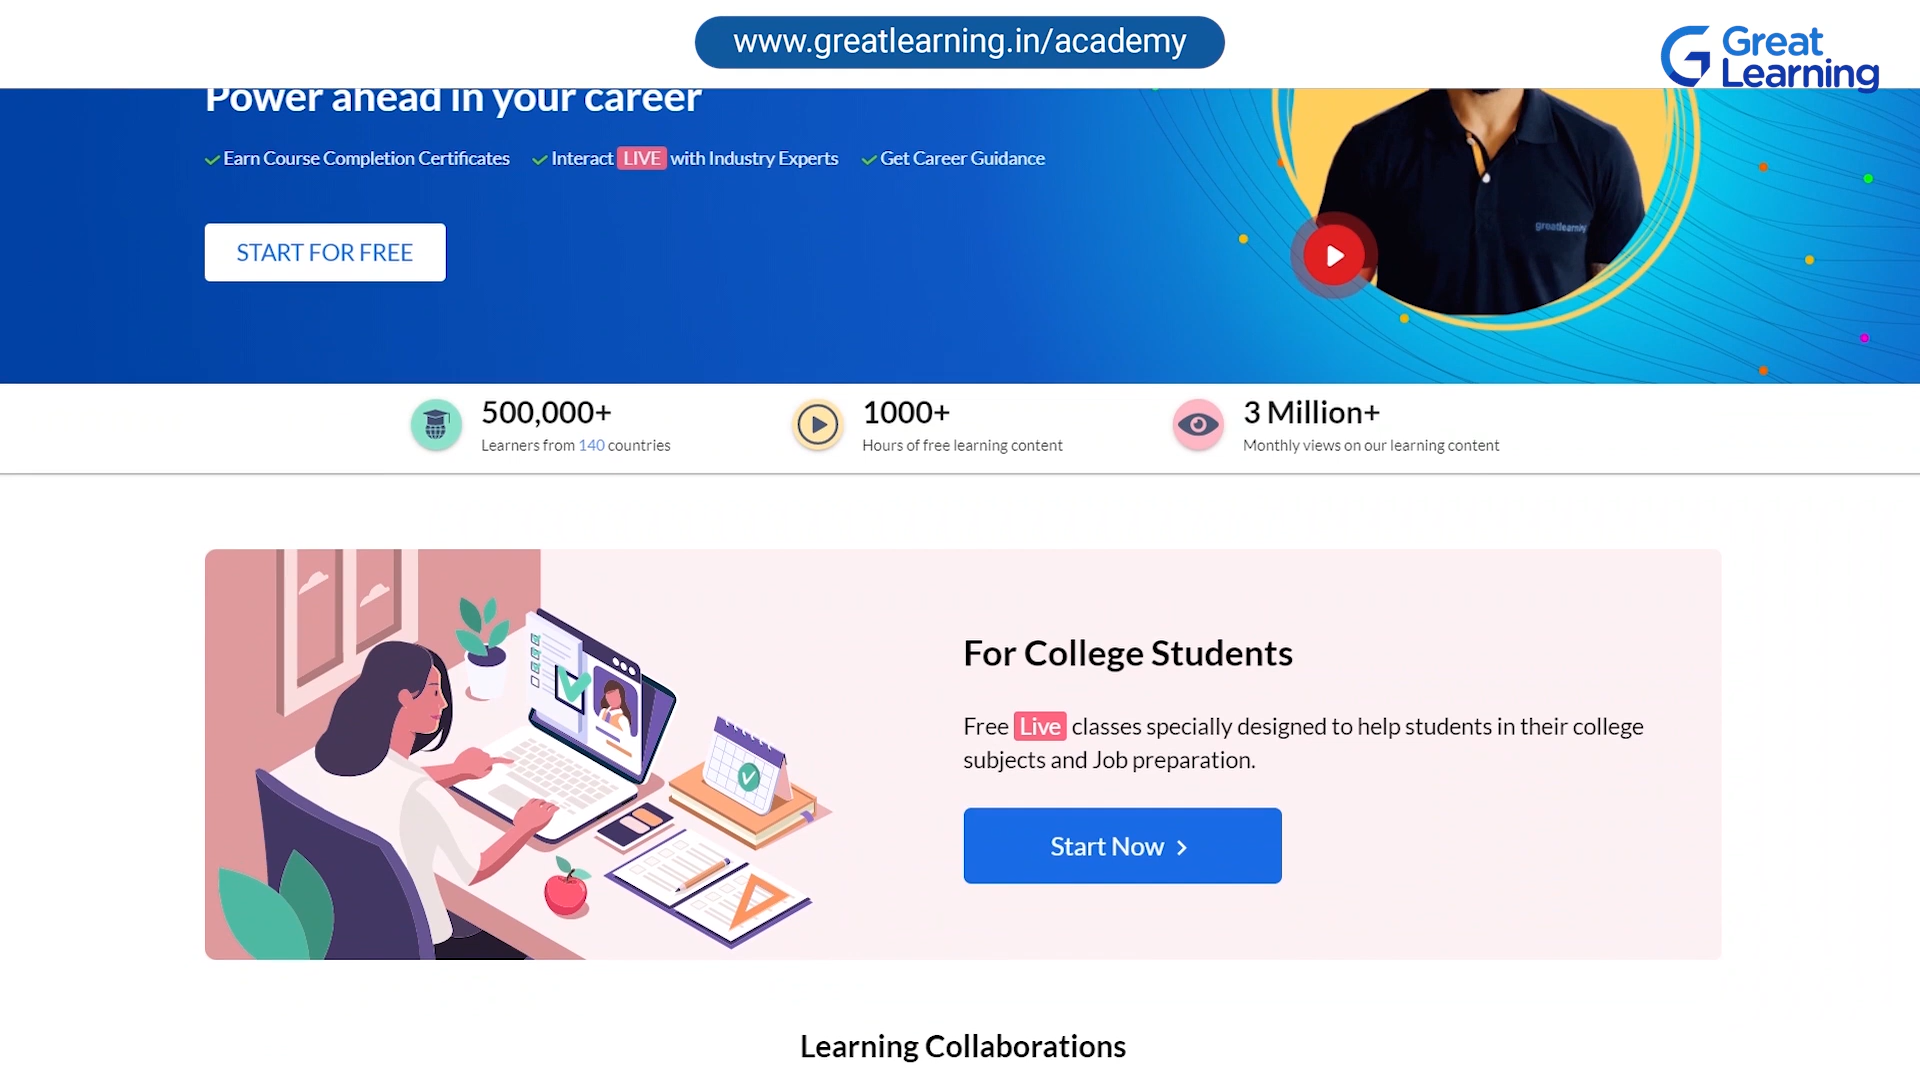 www.greatlearning.in/academy
Great
Learning
Power ahead in your career
Earn Course Completion Certificates Interact LIVE with Industry Experts Get Career Guidance
greatlearning
START FOR FREE
500,000+
Learners from 140 countries
1000+
Hours of free learning content
3 Million+
Monthly views on our learning content
For College Students
Free Live classes specially designed to help students in their college
subjects and Job preparation.
Start Now
Learning Collaborations